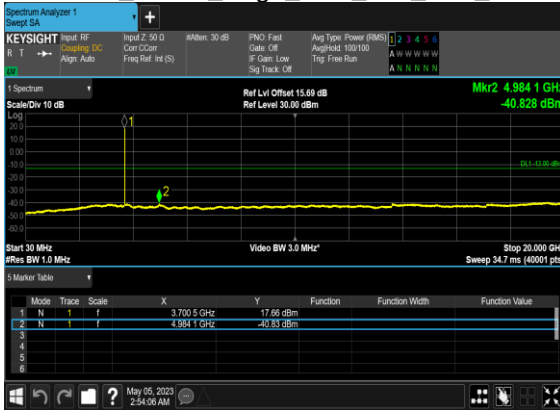 Spectrum Analyzer 1
Swept SA
+
KEYSIGHT Input: RF Input Z: 50 Ω #Atten: 30 dB PNO: Fast Avg Type: Power (RMS) 1 2 3 4 5 6
R T Coupling: DC Corr CCorr Gate: Off Avg|Hold: 100/100 A W W W W W
Align: Auto Freq Ref: Int (S) IF Gain: Low Trig: Free Run
Sig Track: Off A N N N N N
1 Spectrum Ref Lvl Offset 15.69 dB Mkr2 4.984 1 GHz
Scale/Div 10 dB Ref Level 30.00 dBm -40.828 dBm
Log
20.0
10.0
0.00
-10.0
DL1 -13.00 dBm
-20.0
-30.0
-40.0
-50.0
-60.0
1
2
Start 30 MHz Video BW 3.0 MHz* Stop 20.000 GH
#Res BW 1.0 MHz Sweep 34.7 ms (40001 pts
5 Marker Table
Mode Trace Scale X Y Function Function Width Function Value
1 N 1 f 3.700 5 GHz 17.66 dBm
2 N 1 f 4.984 1 GHz -40.83 dBm
3
4
5
6
? May 05, 2023
2:54:06 AM